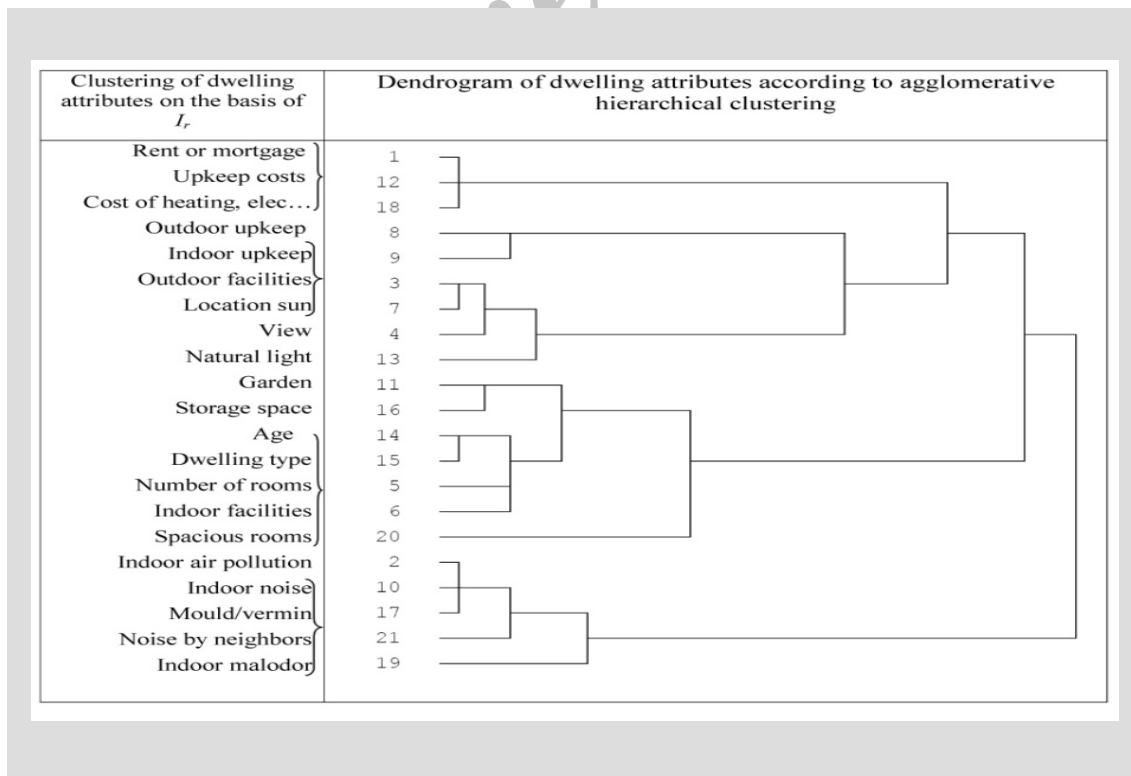 Clustering of dwelling
attributes on the basis of
Ir
Dendrogram of dwelling attributes according to agglomerative
hierarchical clustering
Rent or mortgage 1
Upkeep costs 12
Cost of heating, elec... 18
Outdoor upkeep 8
Indoor upkeep 9
Outdoor facilities 3
Location sun 7
View 4
Natural light 13
Garden 11
Storage space 16
Age 14
Dwelling type 15
Number of rooms 5
Indoor facilities 6
Spacious rooms 20
Indoor air pollution 2
Indoor noise 10
Mould/vermin 17
Noise by neighbors 21
Indoor malodor 19